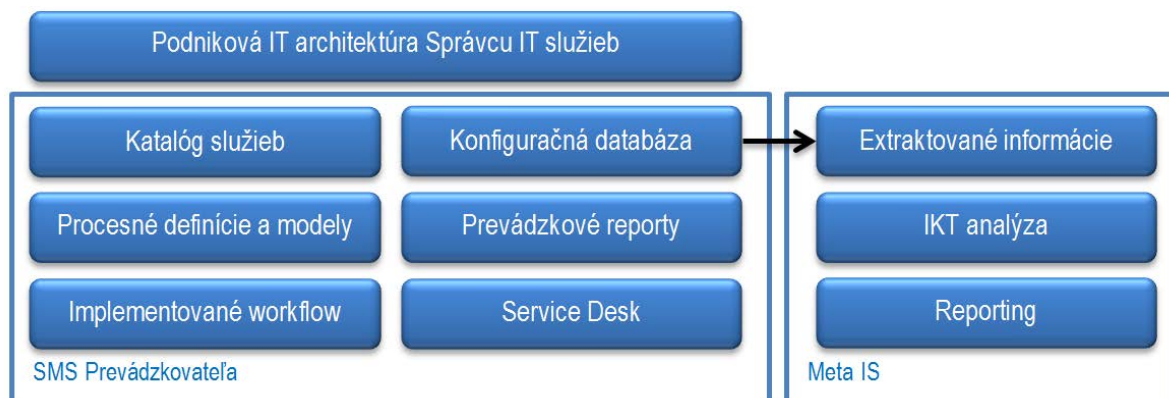 Podniková IT architektúra Správcu IT služieb
Katalóg služieb
Konfiguračná databáza
Extraktované informácie
Procesné definície a modely
Prevádzkové reporty
IKT analýza
Implementované workflow
Service Desk
Reporting
SMS Prevádzkovateľa
Meta IS